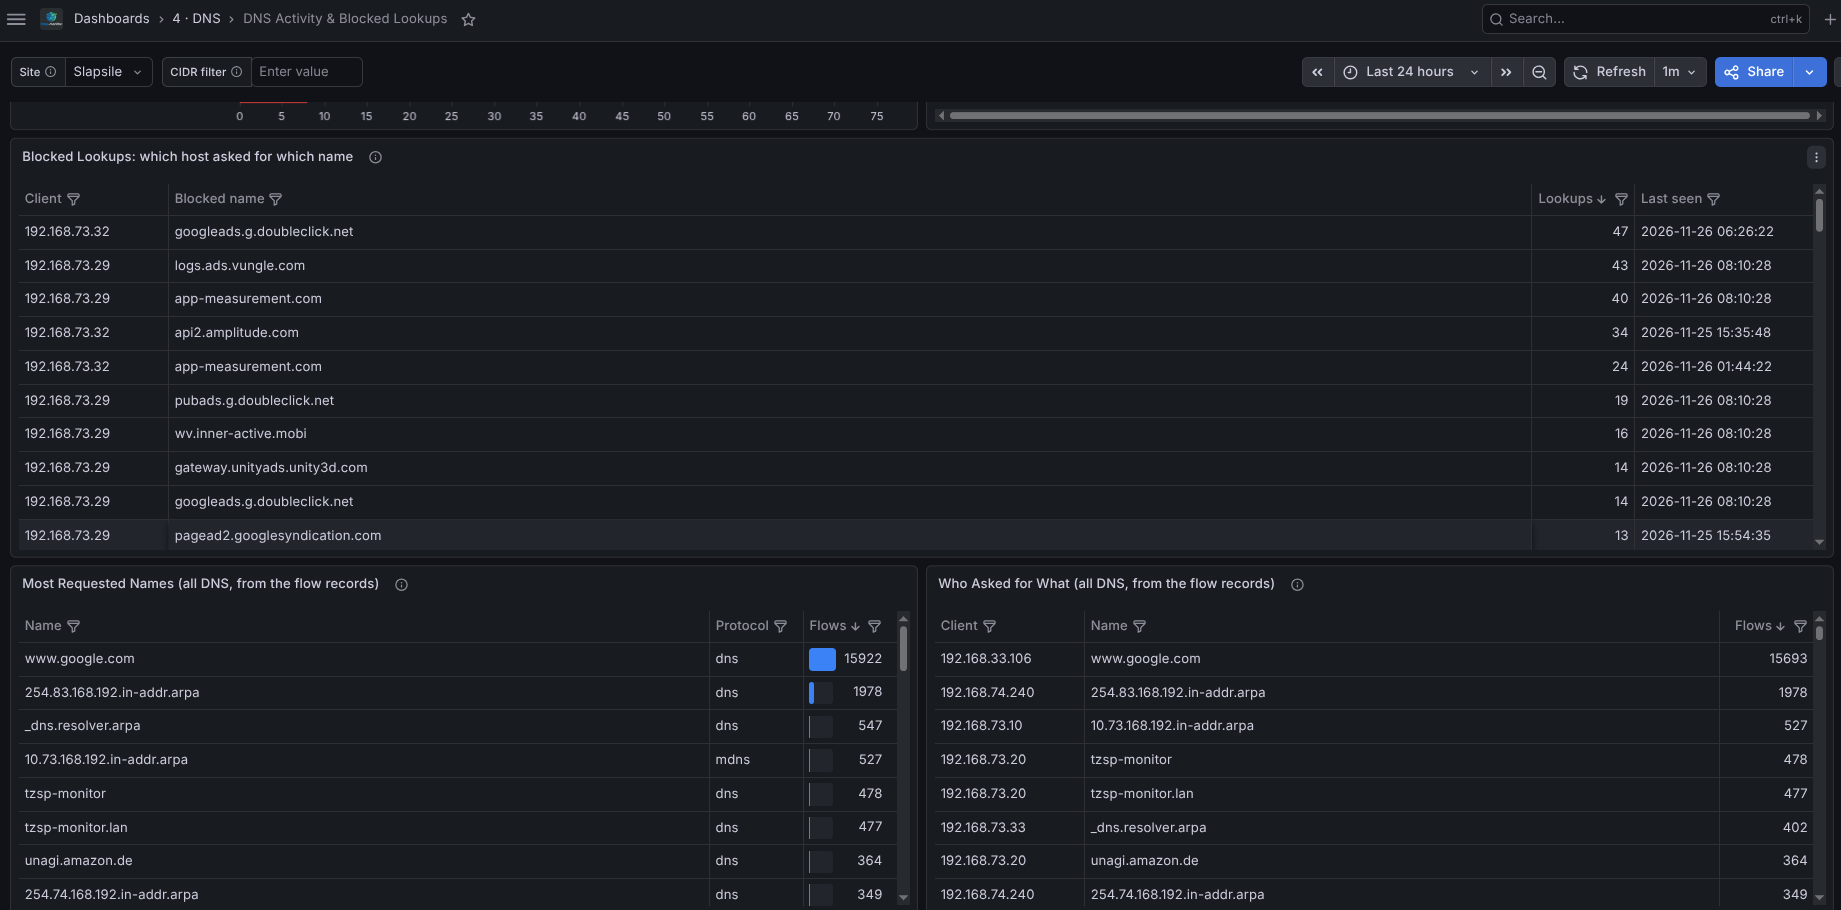 Dashboards › 4 · DNS › DNS Activity & Blocked Lookups
Search... ctrl+k
Site Slapsile CIDR filter Enter value Last 24 hours Refresh 1m Share
0 5 10 15 20 25 30 35 40 45 50 55 60 65 70 75
Blocked Lookups: which host asked for which name
Client Blocked name Lookups Last seen
192.168.73.32 googleads.g.doubleclick.net 47 2026-11-26 06:26:22
192.168.73.29 logs.ads.vungle.com 43 2026-11-26 08:10:28
192.168.73.29 app-measurement.com 40 2026-11-26 08:10:28
192.168.73.32 api2.amplitude.com 34 2026-11-25 15:35:48
192.168.73.32 app-measurement.com 24 2026-11-26 01:44:22
192.168.73.29 pubads.g.doubleclick.net 19 2026-11-26 08:10:28
192.168.73.29 wv.inner-active.mobi 16 2026-11-26 08:10:28
192.168.73.29 gateway.unityads.unity3d.com 14 2026-11-26 08:10:28
192.168.73.29 googleads.g.doubleclick.net 14 2026-11-26 08:10:28
192.168.73.29 pagead2.googlesyndication.com 13 2026-11-25 15:54:35
Most Requested Names (all DNS, from the flow records)
Name Protocol Flows
www.google.com dns 15922
254.83.168.192.in-addr.arpa dns 1978
_dns.resolver.arpa dns 547
10.73.168.192.in-addr.arpa mdns 527
tzsp-monitor dns 478
tzsp-monitor.lan dns 477
unagi.amazon.de dns 364
254.74.168.192.in-addr.arpa dns 349
Who Asked for What (all DNS, from the flow records)
Client Name Flows
192.168.33.106 www.google.com 15693
192.168.74.240 254.83.168.192.in-addr.arpa 1978
192.168.73.10 10.73.168.192.in-addr.arpa 527
192.168.73.20 tzsp-monitor 478
192.168.73.20 tzsp-monitor.lan 477
192.168.73.33 _dns.resolver.arpa 402
192.168.73.20 unagi.amazon.de 364
192.168.74.240 254.74.168.192.in-addr.arpa 349